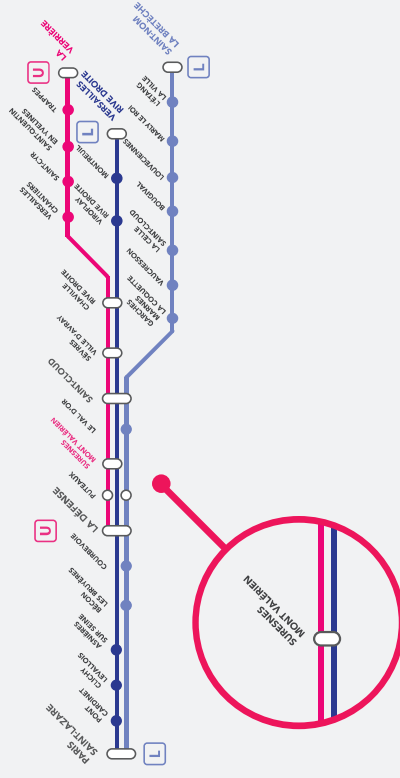 LA
VERRIÈRE
U
TRAPPES
SAINT-QUENTIN
EN YVELINES
SAINT-CYR
VERSAILLES
CHANTIERS
VERSAILLES
RIVE DROITE
L
MONTREUIL
VIROFLAY
RIVE DROITE
SAINT-NOM
LA BRETÈCHE
L
L'ÉTANG
LA VILLE
MARLY LE ROI
LOUVECIENNES
BOUGIVAL
LA CELLE
SAINT-CLOUD
VAUCRESSON
GARCHES
MARNES
LA COQUETTE
CHAVILLE
RIVE DROITE
SÈVRES
VILLE D'AVRAY
SAINT-CLOUD
LE VAL D'OR
SURESNES
MONT VALÉRIEN
PUTEAUX
LA DÉFENSE
U
COURBEVOIE
BÉCON
LES BRUYÈRES
ASNIÈRES
SUR SEINE
CLICHY
LEVALLOIS
PONT
CARDINET
PARIS
SAINT-LAZARE
L
SURESNES
MONT VALÉRIEN